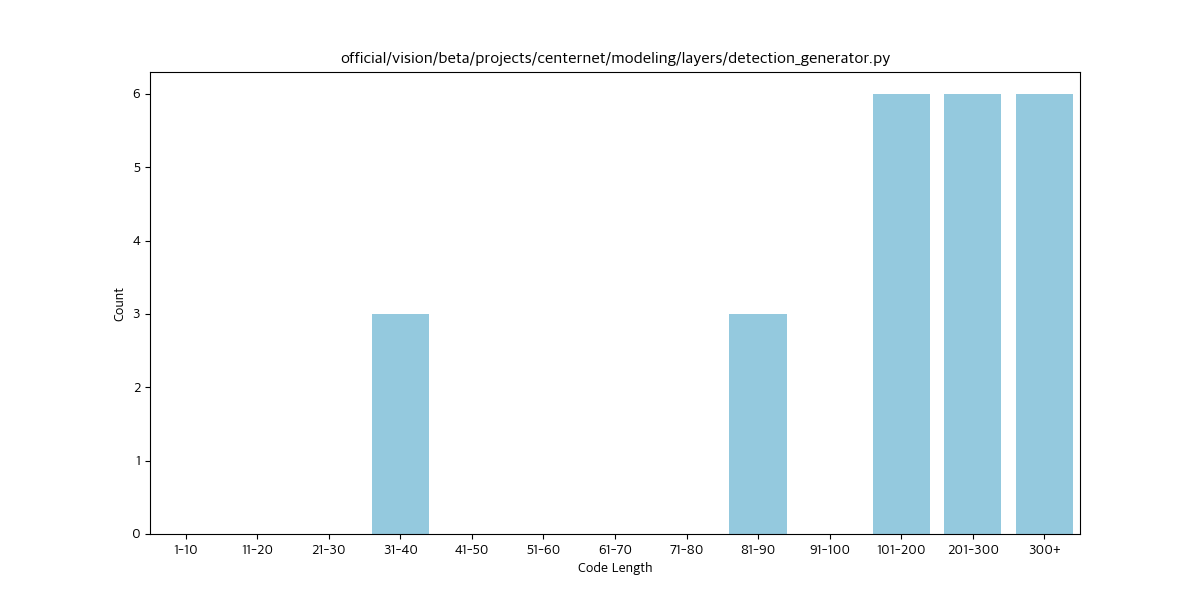 official/vision/beta/projects/centernet/modeling/layers/detection_generator.py
6
5
4
3
2
1
0
Count
1-10 11-20 21-30 31-40 41-50 51-60 61-70 71-80 81-90 91-100 101-200 201-300 300+
Code Length